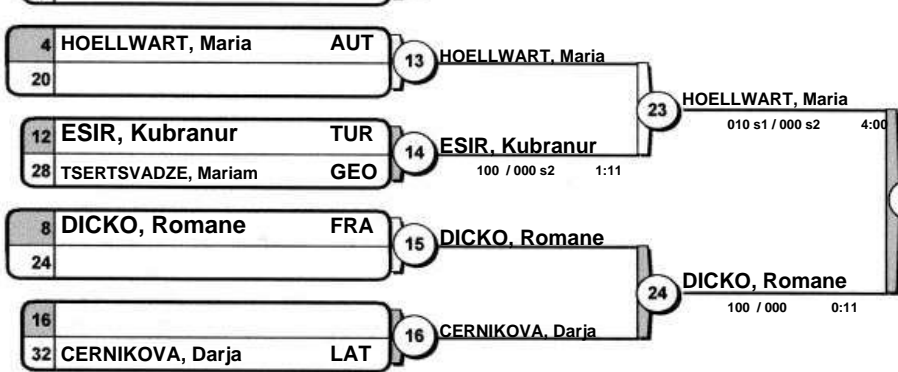 4 HOELLWART, Maria AUT
20
13 HOELLWART, Maria
12 ESIR, Kubranur TUR
28 TSERTSVADZE, Mariam GEO
14 ESIR, Kubranur
100 / 000 s2 1:11
23 HOELLWART, Maria
010 s1 / 000 s2 4:00
8 DICKO, Romane FRA
24
15 DICKO, Romane
16
32 CERNIKOVA, Darja LAT
16 CERNIKOVA, Darja
24 DICKO, Romane
100 / 000 0:11